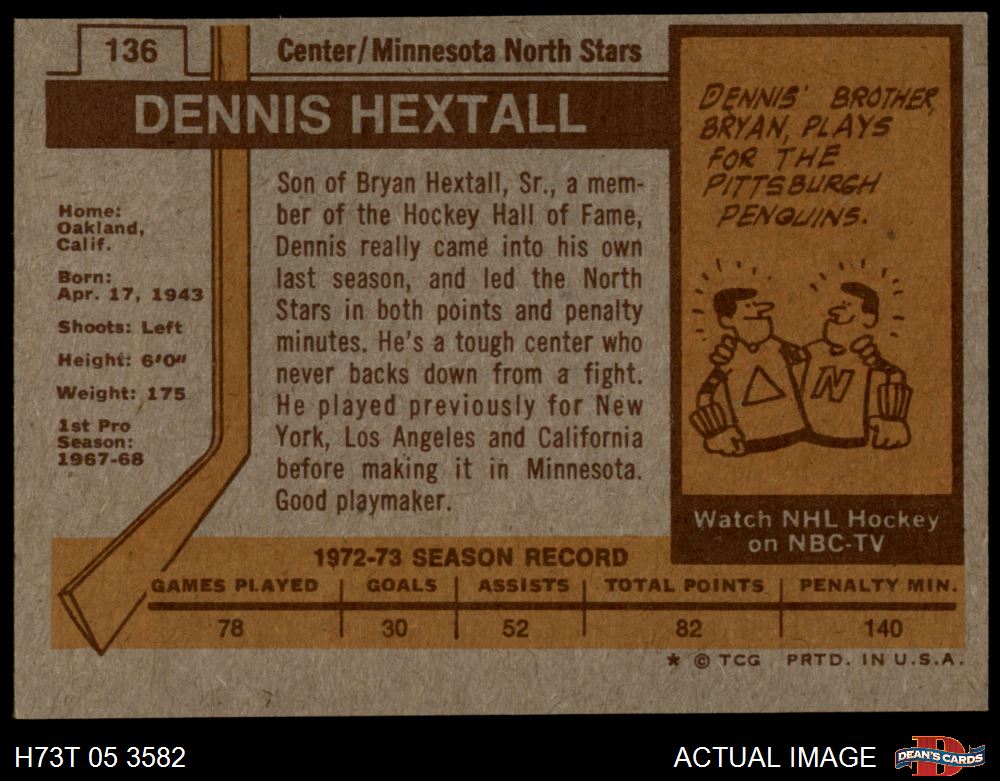 136
Center/Minnesota North Stars
DENNIS HEXTALL
Home:
Oakland,
Calif.
Born:
Apr. 17, 1943
Shoots: Left
Height: 6'0"
Weight: 175
1st Pro
Season:
1967-68
Son of Bryan Hextall, Sr., a mem-
ber of the Hockey Hall of Fame,
Dennis really came into his own
last season, and led the North
Stars in both points and penalty
minutes. He's a tough center who
never backs down from a fight.
He played previously for New
York, Los Angeles and California
before making it in Minnesota.
Good playmaker.
DENNIS' BROTHER,
BRYAN, PLAYS
FOR THE
PITTSBURGH
PENQUINS.
N
Watch NHL Hockey
on NBC-TV
1972-73 SEASON RECORD
GAMES PLAYED GOALS ASSISTS TOTAL POINTS PENALTY MIN.
78 30 52 82 140
* © TCG PRTD. IN U.S.A.
H73T 05 3582
ACTUAL IMAGE
D
DEAN'S CARDS